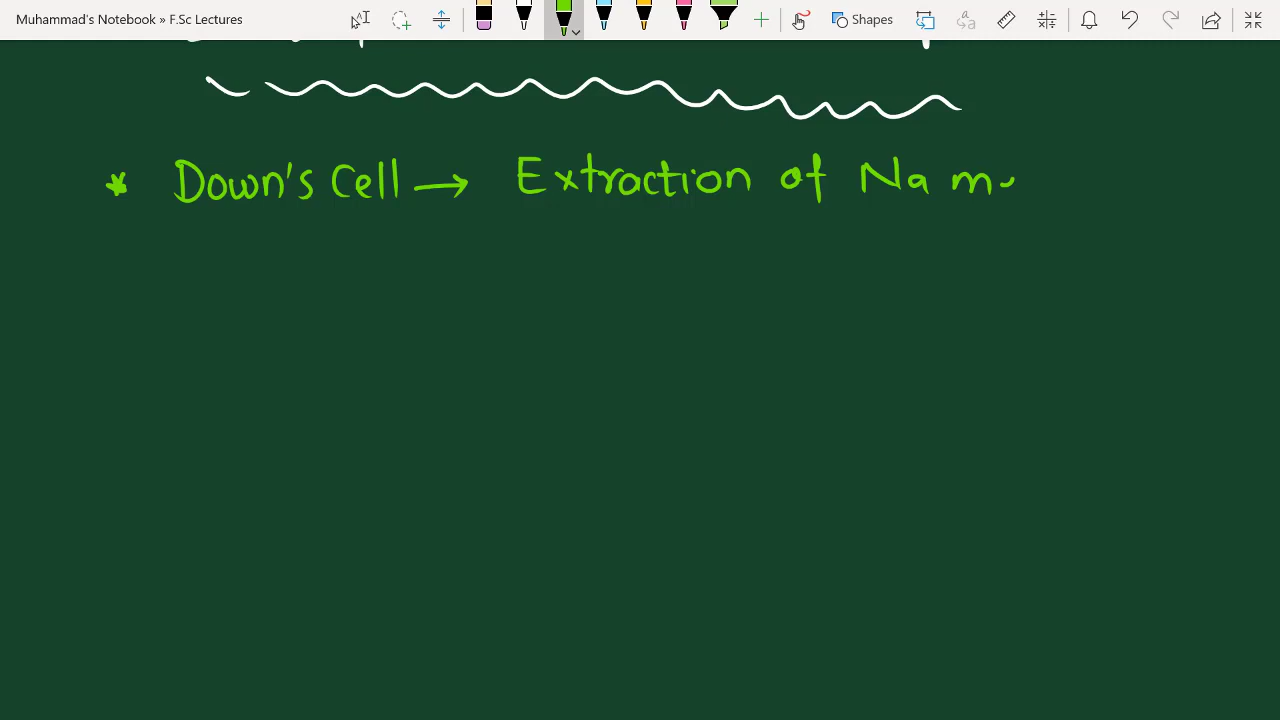 Muhammad's Notebook » F.Sc Lectures
Shapes
* Down's Cell → Extraction of Na m